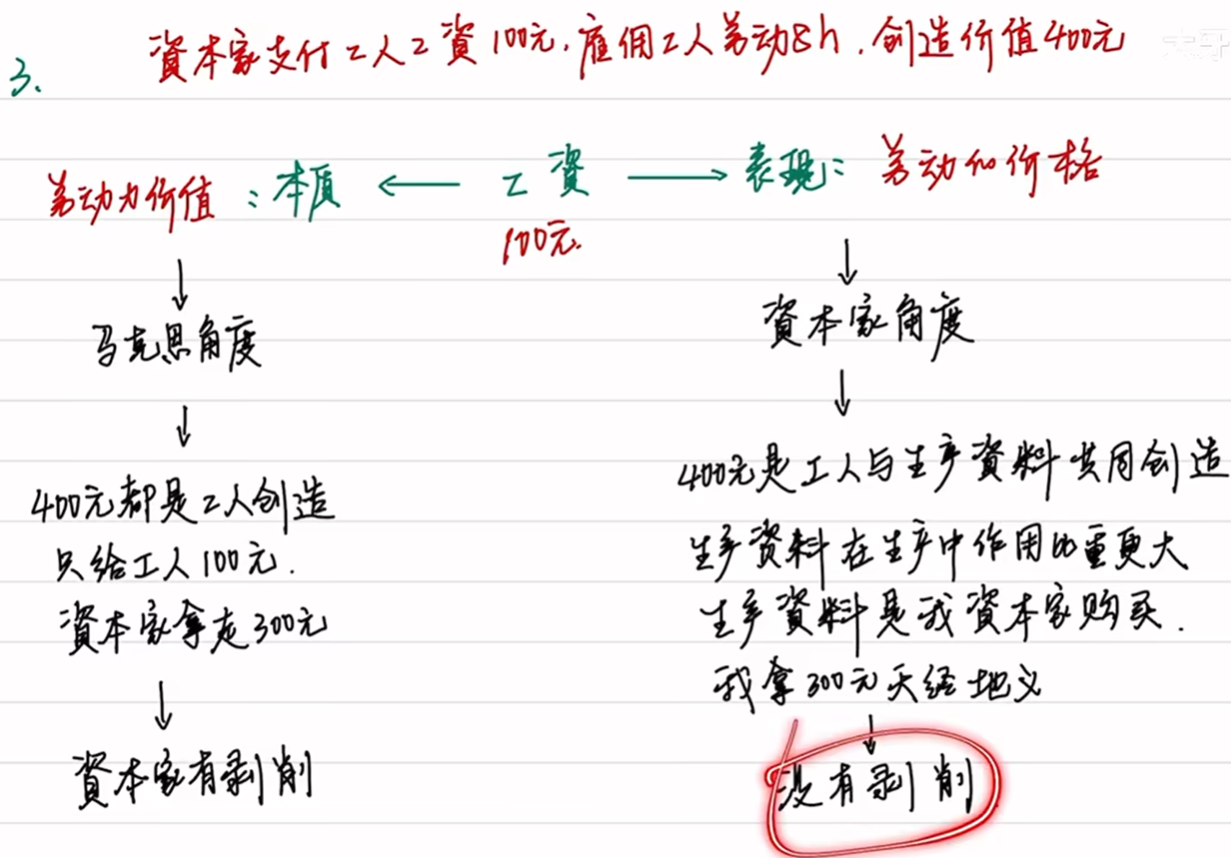 3. 資本家支付工人工資100元,雇佣工人劳动8h.创造价值400元
劳动力价值:本质 ← 工資 → 表现:劳动的价格
100元.
↓ ↓
马克思角度 資本家角度
↓ ↓
400元都是工人创造
只给工人100元.
資本家拿走300元
↓
資本家有剥削
400元是工人与生产資料共同创造
生产資料在生产中作用比重更大
生产資料是我資本家购买.
我拿300元天经地义
↓
没有剥削